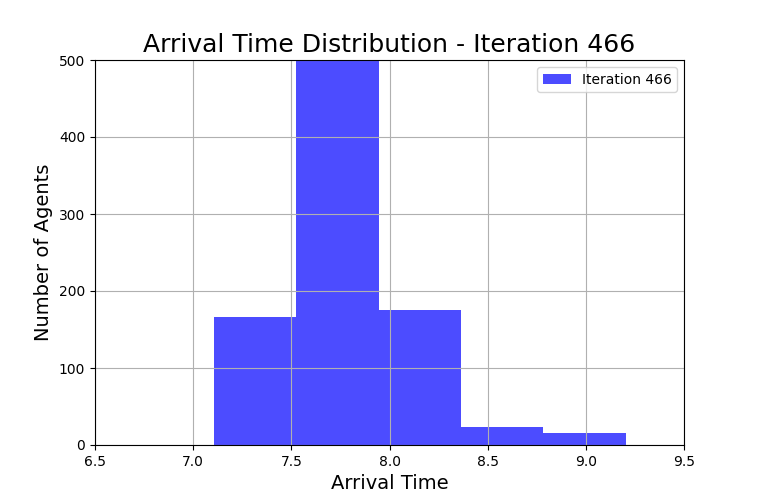 Arrival Time Distribution - Iteration 466
Iteration 466
Number of Agents
500
400
300
200
100
0
6.5 7.0 7.5 8.0 8.5 9.0 9.5
Arrival Time